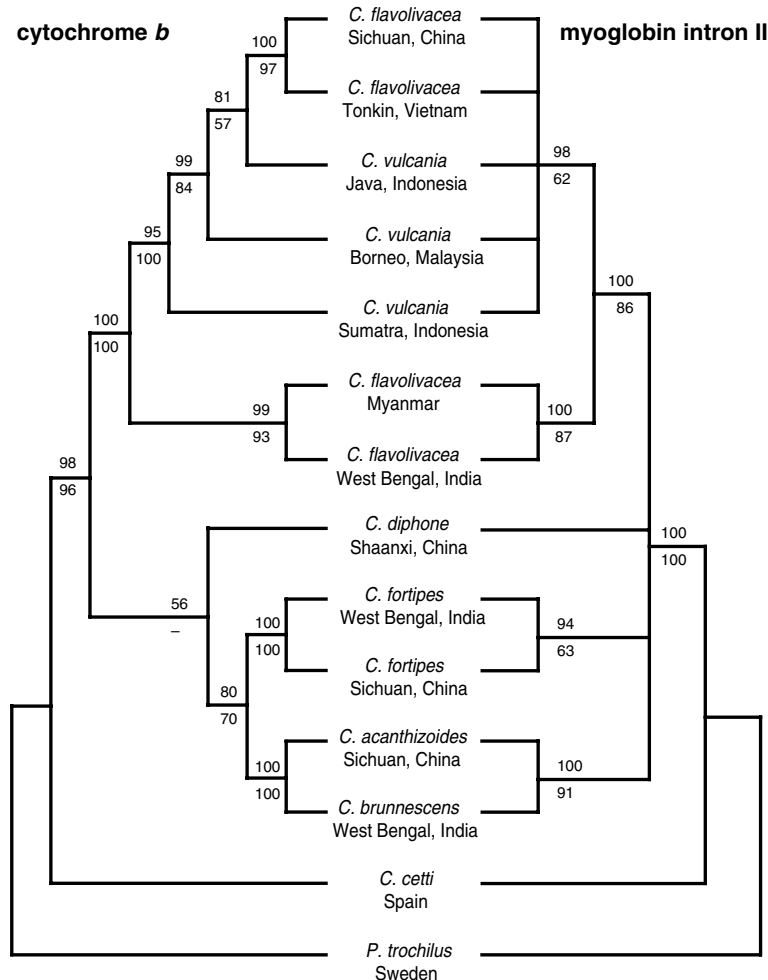 cytochrome b
myoglobin intron II
C. flavolivacea
Sichuan, China
C. flavolivacea
Tonkin, Vietnam
C. vulcania
Java, Indonesia
C. vulcania
Borneo, Malaysia
C. vulcania
Sumatra, Indonesia
C. flavolivacea
Myanmar
C. flavolivacea
West Bengal, India
C. diphone
Shaanxi, China
C. fortipes
West Bengal, India
C. fortipes
Sichuan, China
C. acanthizoides
Sichuan, China
C. brunnescens
West Bengal, India
C. cetti
Spain
P. trochilus
Sweden
100
97
81
57
99
84
95
100
100
100
99
93
98
96
56
–
100
100
80
70
100
100
98
62
100
86
100
87
100
100
94
63
100
91